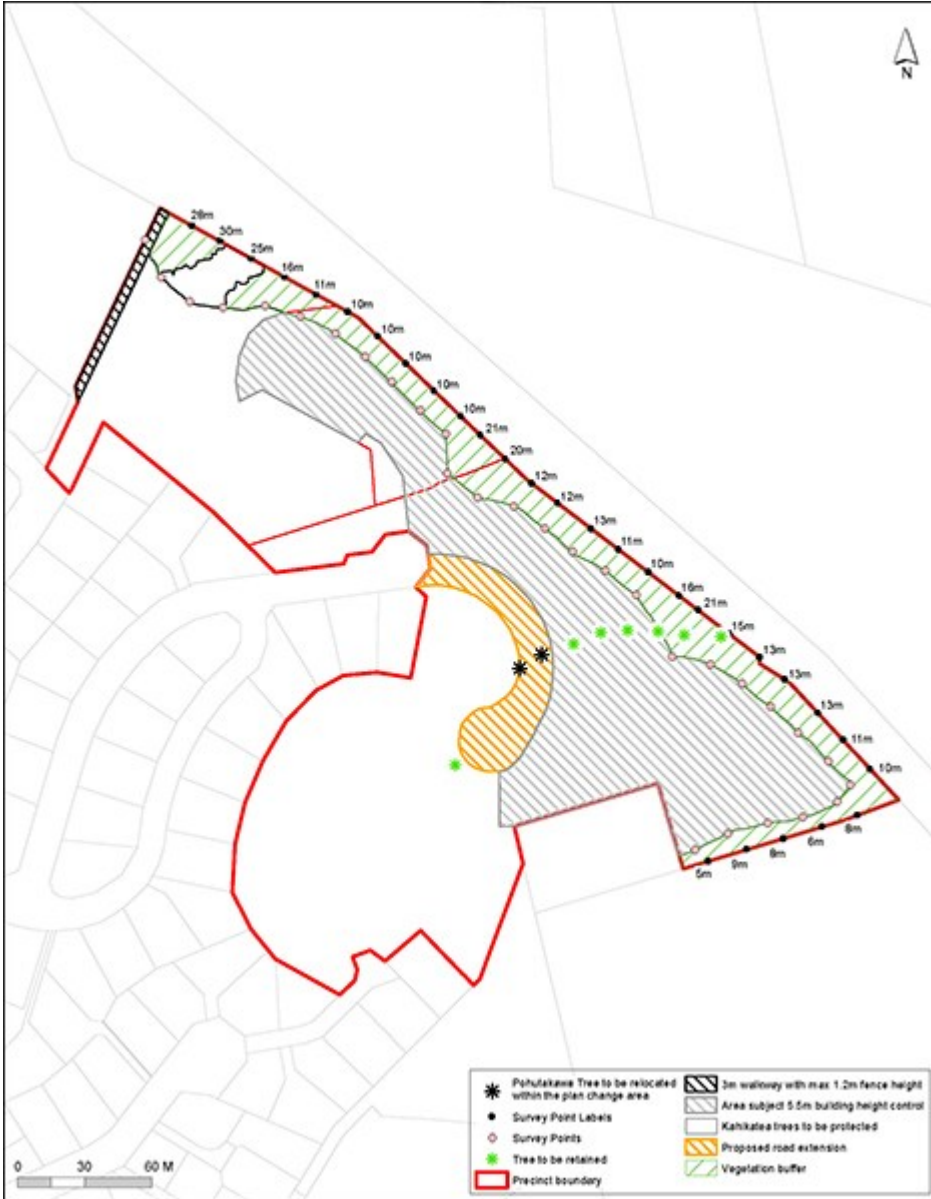 N
28m
30m
25m
16m
11m
10m
10m
10m
10m
10m
21m
20m
12m
12m
13m
11m
10m
16m
21m
15m
13m
13m
13m
11m
10m
5m
9m
8m
6m
8m
Pohutakawa Tree to be relocated
within the plan change area
Survey Point Labels
Survey Points
Tree to be retained
Precinct boundary
3m walkway with max 1.2m fence height
Area subject 5.5m building height control
Kahikatea trees to be protected
Proposed road extension
Vegetation buffer
0 30 60 M